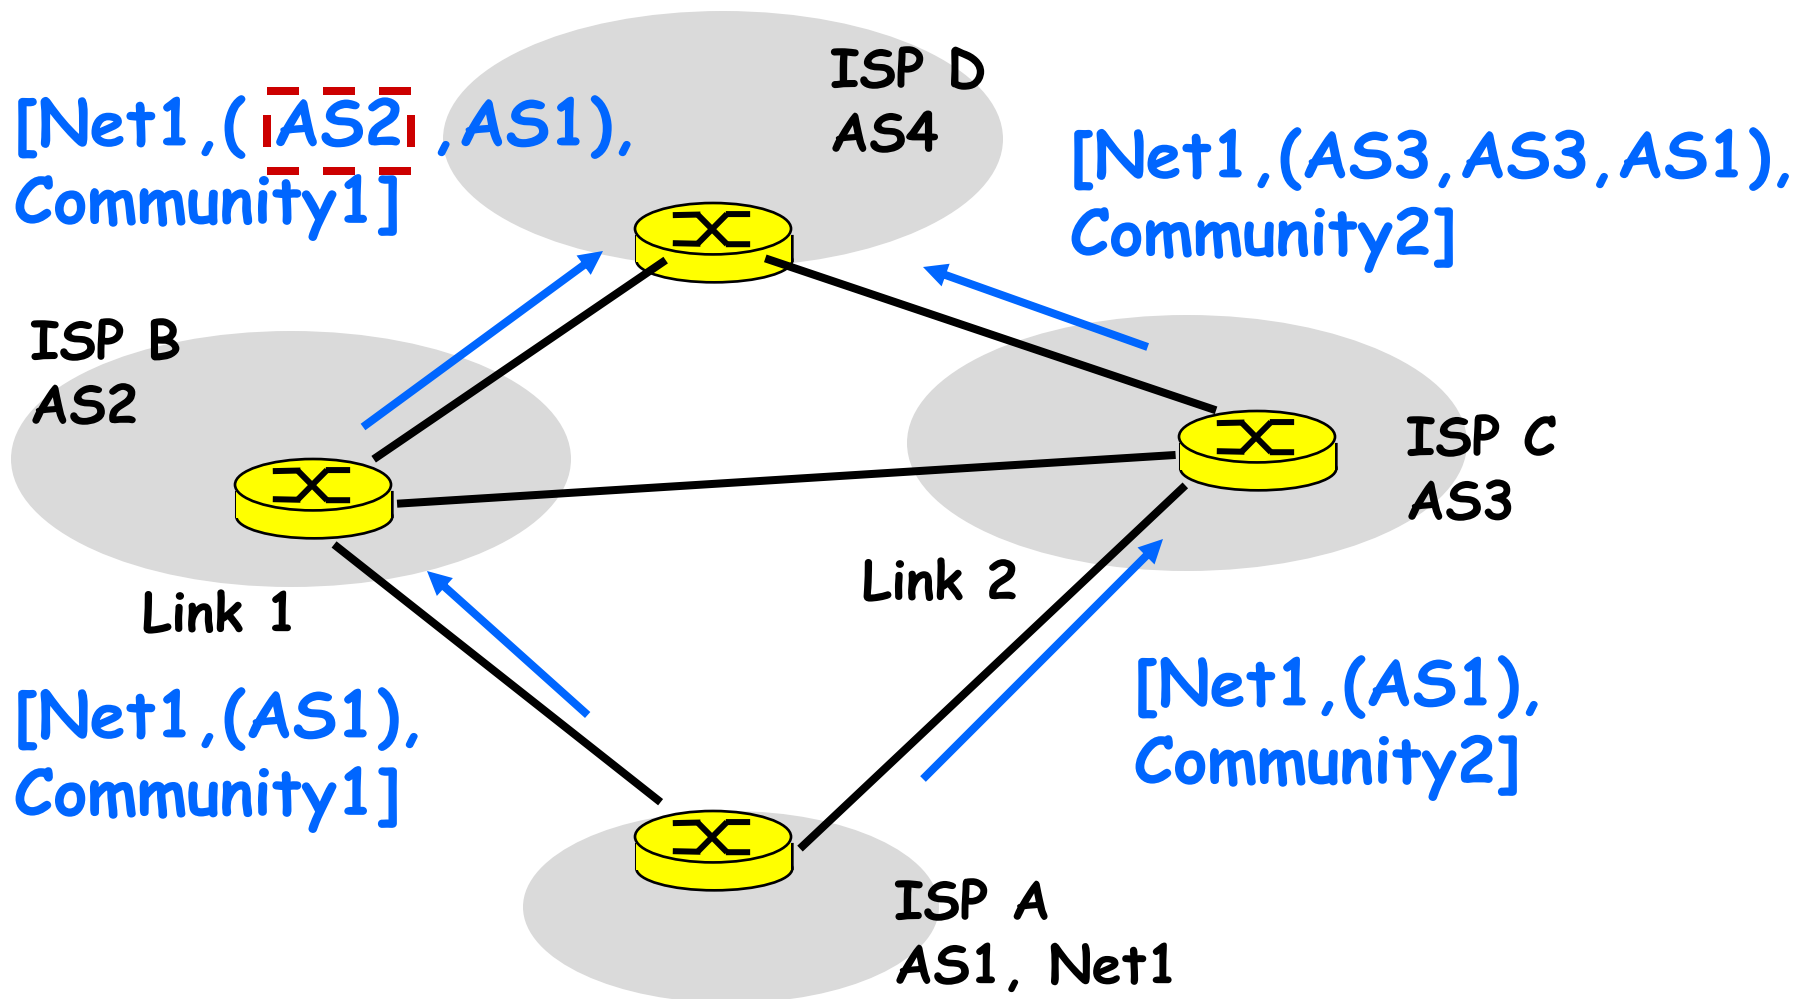 ISP D
AS4
[Net1,( AS2 ,AS1),
Community1]
[Net1,(AS3,AS3,AS1),
Community2]
ISP B
AS2
ISP C
AS3
Link 1
Link 2
[Net1,(AS1),
Community1]
[Net1,(AS1),
Community2]
ISP A
AS1, Net1